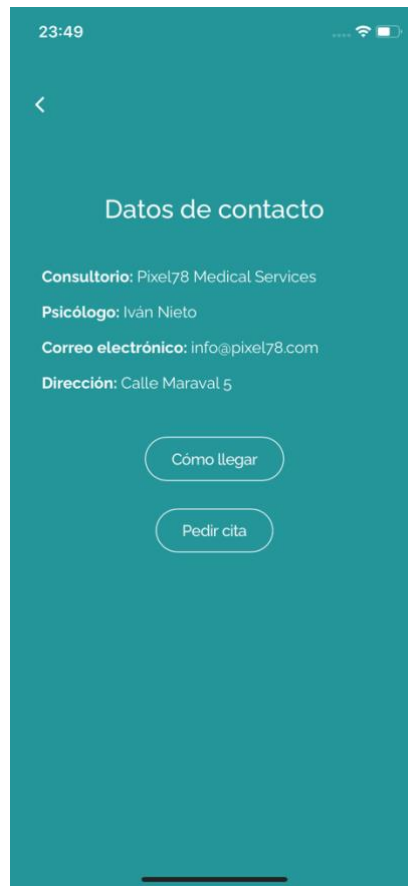 23:49
Datos de contacto
Consultorio: Pixel78 Medical Services
Psicólogo: Iván Nieto
Correo electrónico: info@pixel78.com
Dirección: Calle Maraval 5
Cómo llegar
Pedir cita